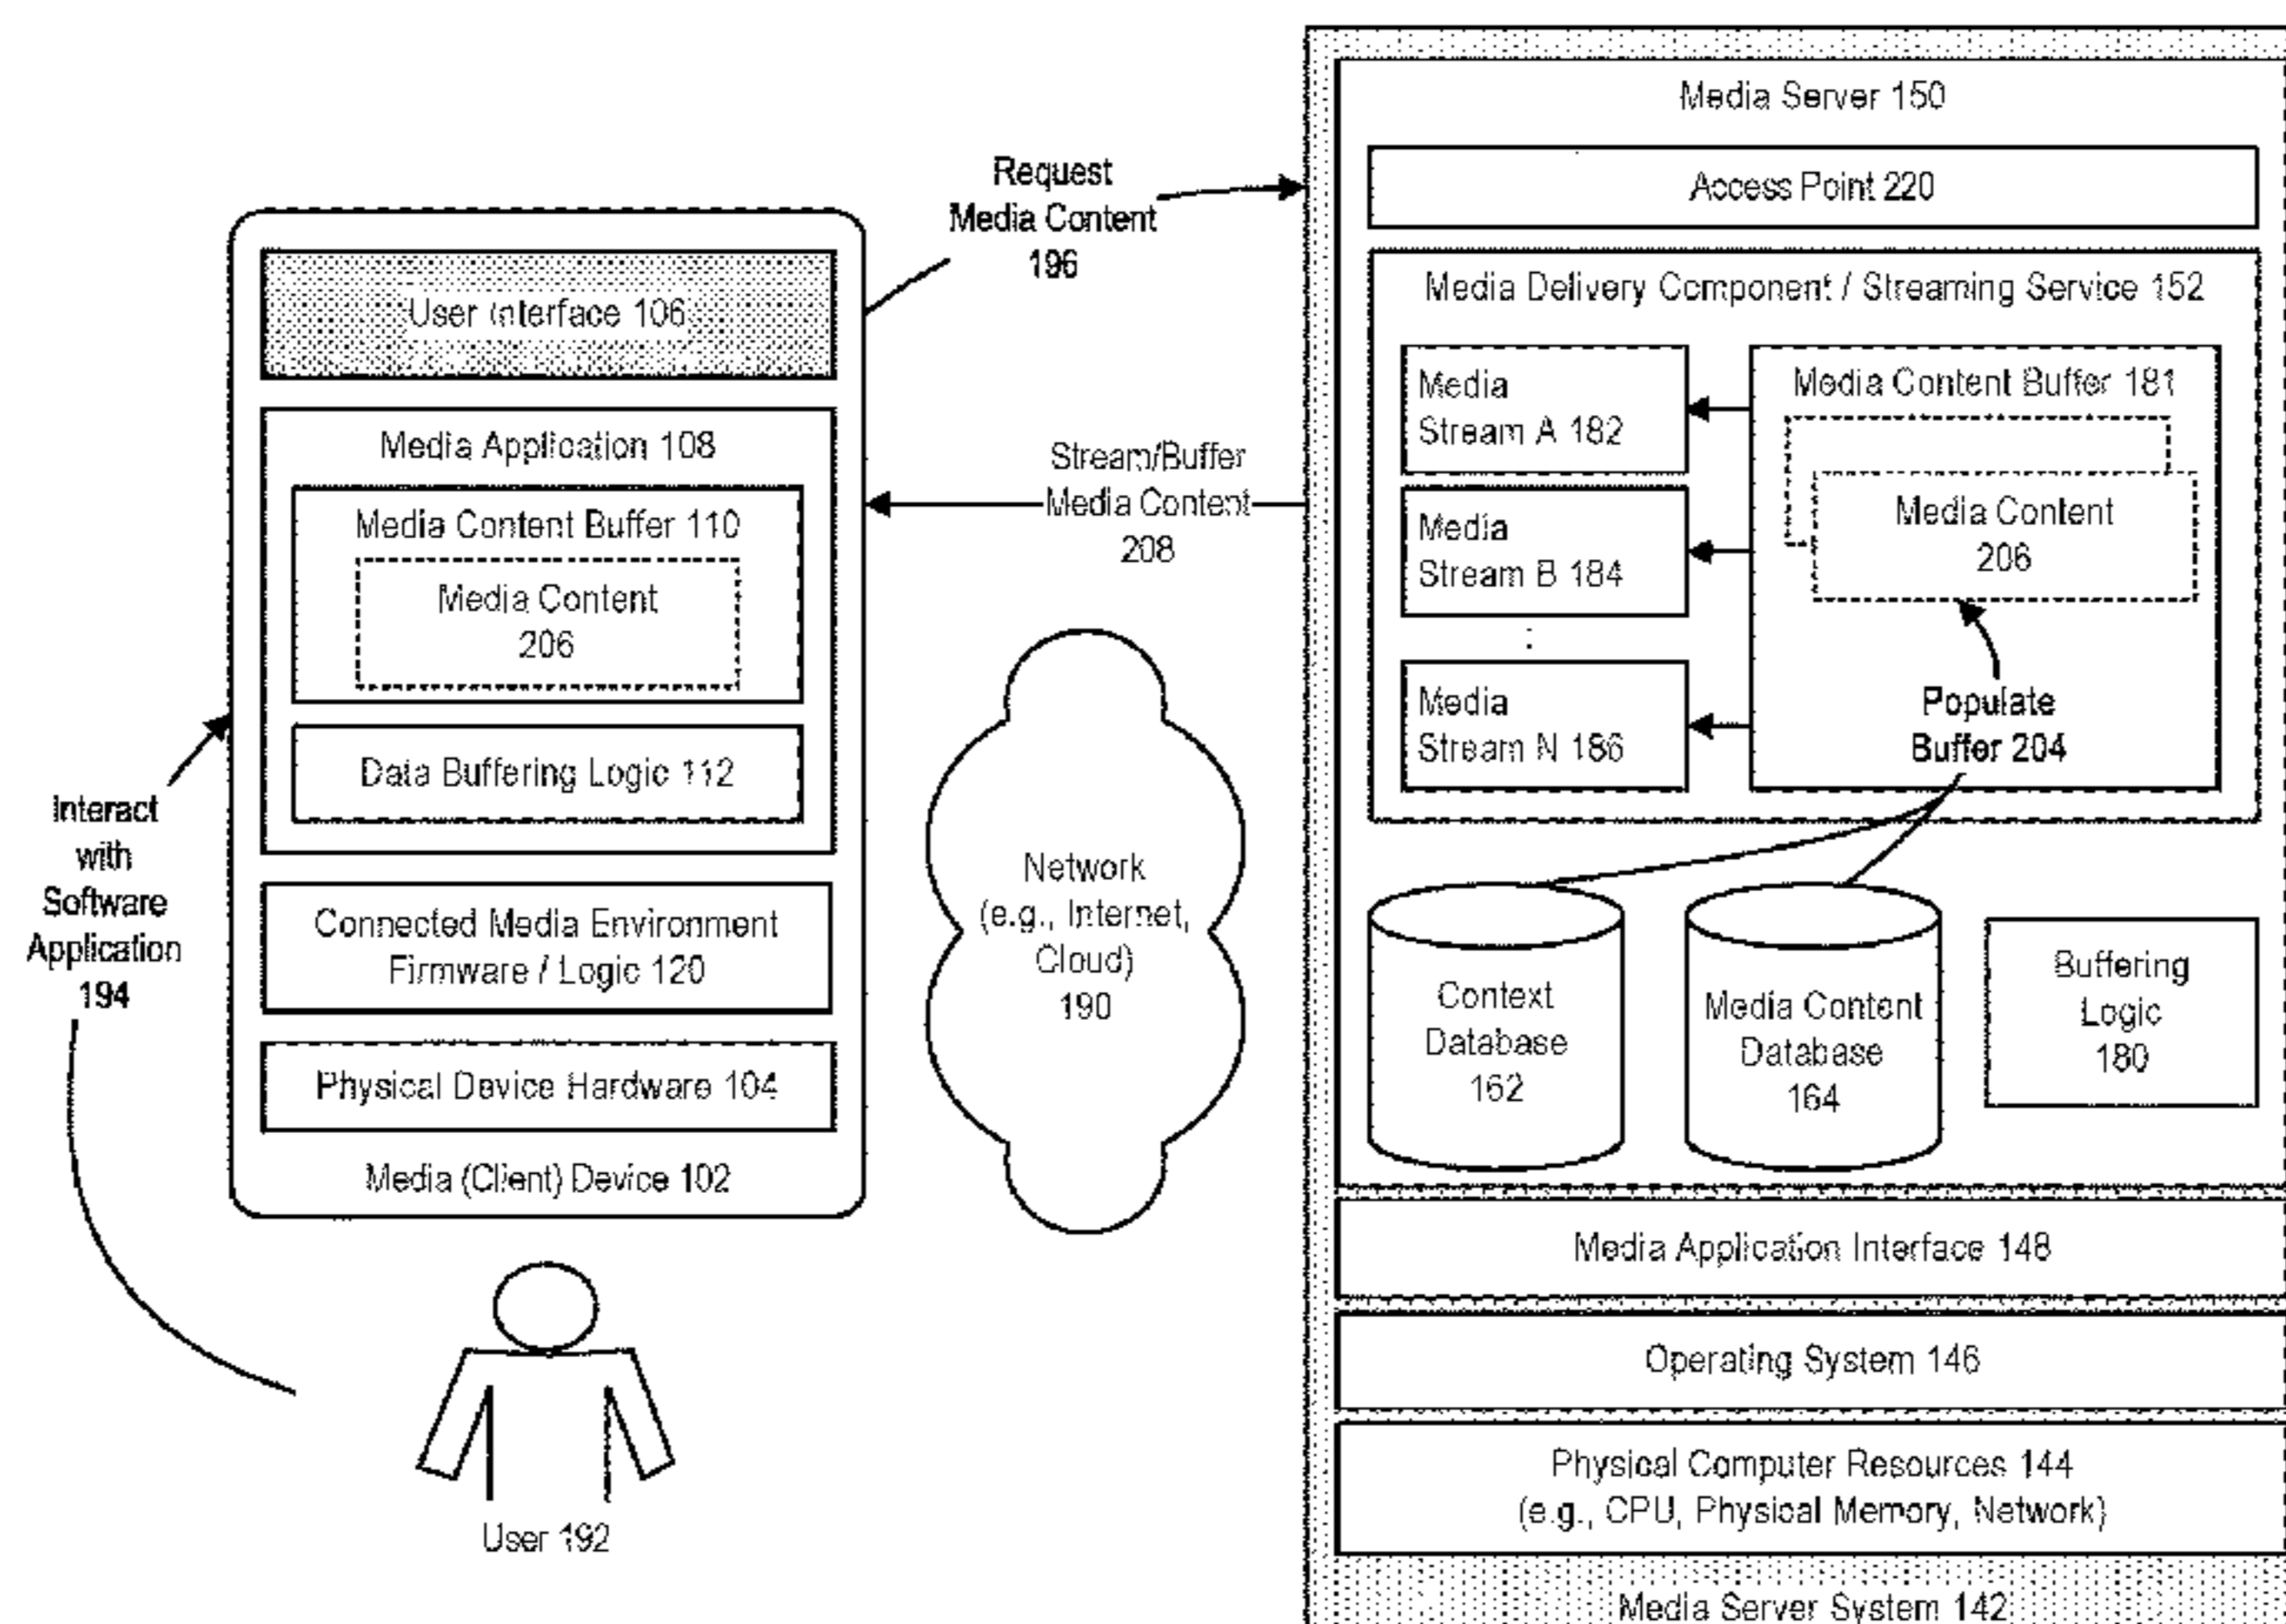 Media Server 150
Access Point 220
Media Delivery Component / Streaming Service 152
Media
Stream A 182
Media
Stream B 184
:
Media
Stream N 186
Media Content Buffer 181
Media Content
206
Populate
Buffer 204
Context
Database
162
Media Content
Database
164
Buffering
Logic
180
Media Application Interface 148
Operating System 146
Physical Computer Resources 144
(e.g., CPU, Physical Memory, Network)
Media Server System 142
Request
Media Content
196
Stream/Buffer
Media Content
208
Network
(e.g., Internet,
Cloud)
190
User Interface 106
Media Application 108
Media Content Buffer 110
Media Content
206
Data Buffering Logic 112
Connected Media Environment
Firmware / Logic 120
Physical Device Hardware 104
Media (Client) Device 102
Interact
with
Software
Application
194
User 192